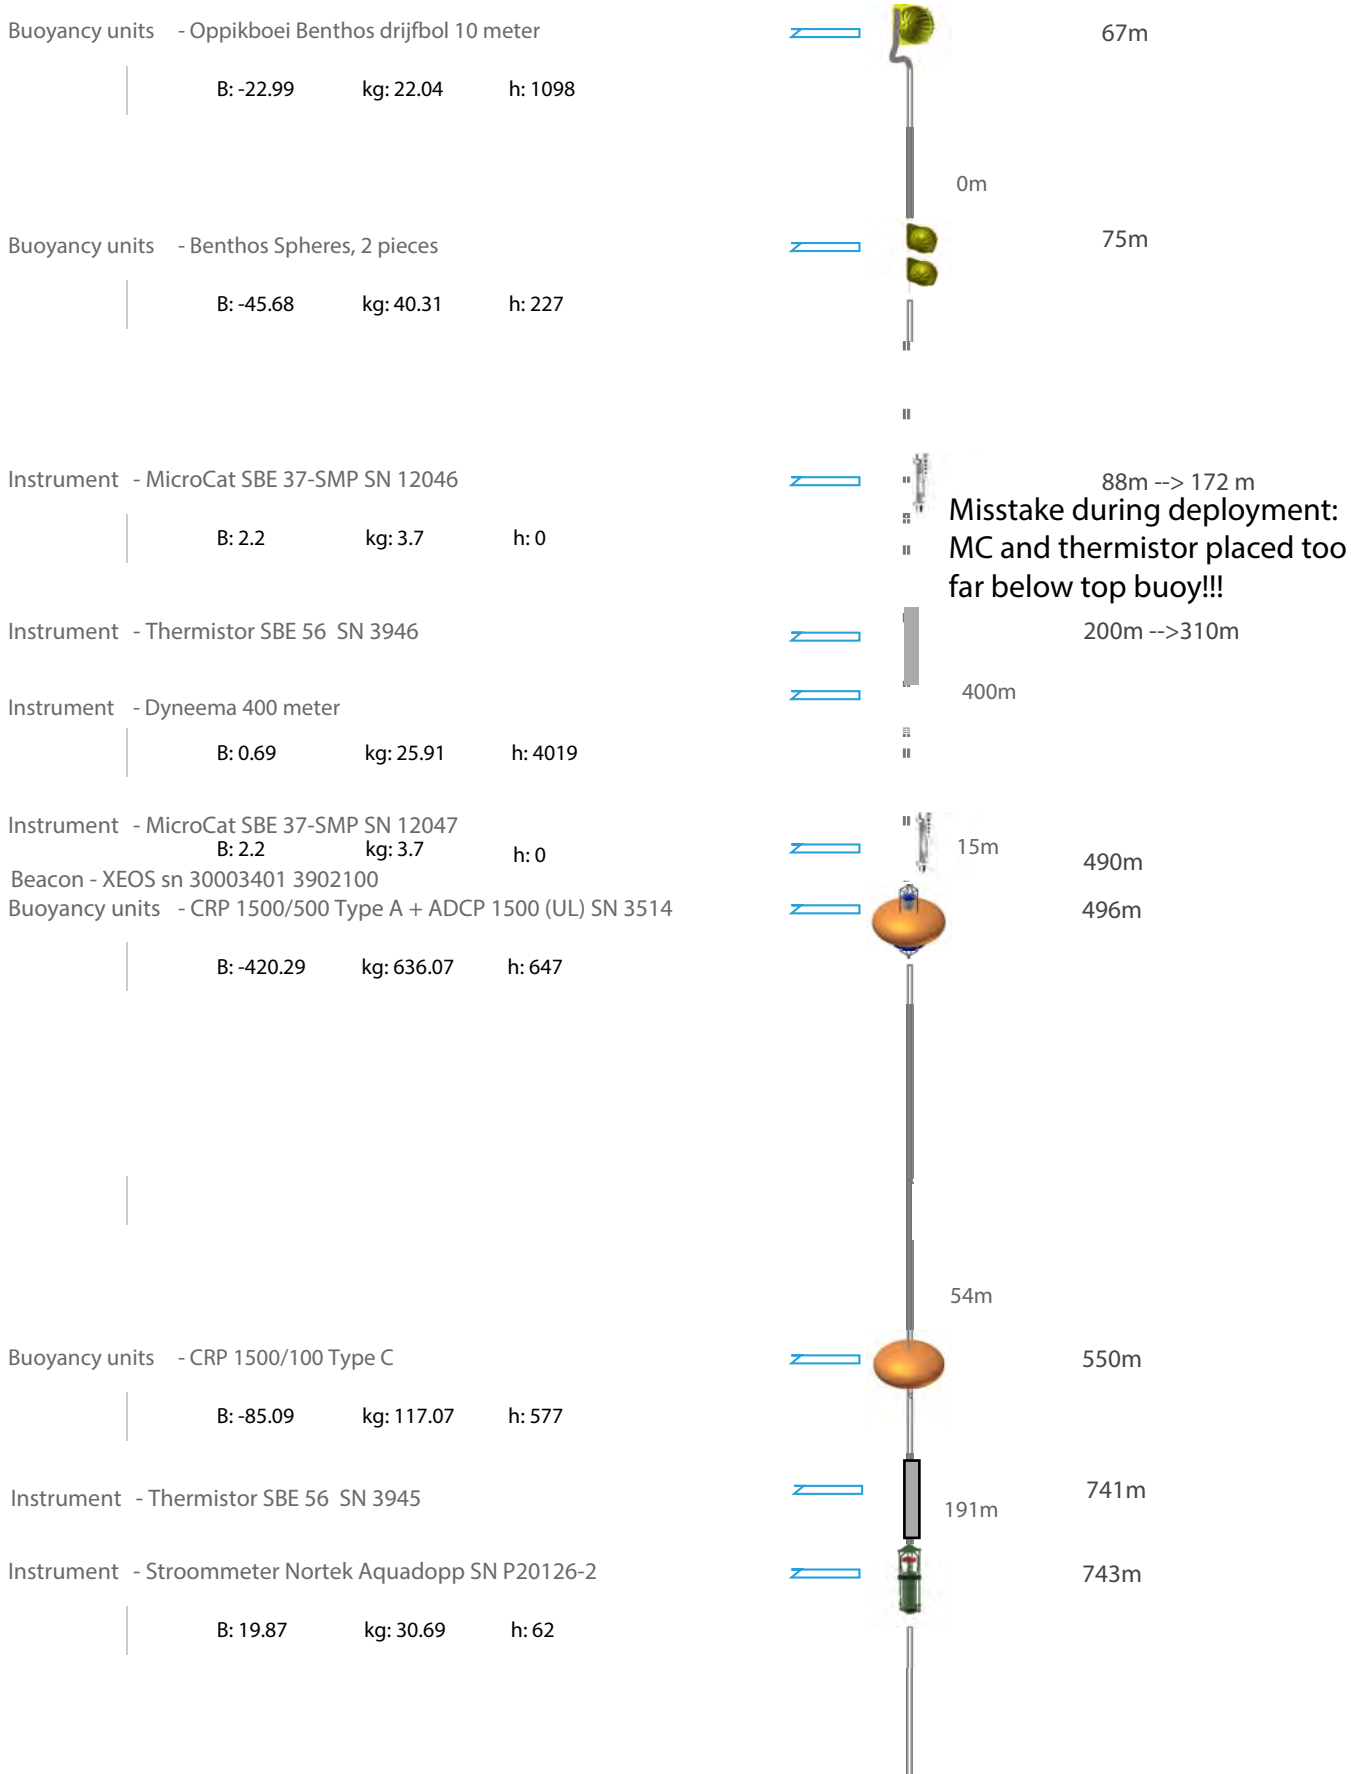 Buoyancy units - Oppikboei Benthos drijfbol 10 meter 67m
B: -22.99 kg: 22.04 h: 1098
0m
Buoyancy units - Benthos Spheres, 2 pieces 75m
B: -45.68 kg: 40.31 h: 227
Instrument - MicroCat SBE 37-SMP SN 12046 88m --> 172 m
Misstake during deployment:
B: 2.2 kg: 3.7 h: 0
MC and thermistor placed too
far below top buoy!!!
Instrument - Thermistor SBE 56 SN 3946 200m -->310m
400m
Instrument - Dyneema 400 meter
B: 0.69 kg: 25.91 h: 4019
Instrument - MicroCat SBE 37-SMP SN 12047
B: 2.2 kg: 3.7 h: 0 15m
490m
Beacon - XEOS sn 30003401 3902100
Buoyancy units - CRP 1500/500 Type A + ADCP 1500 (UL) SN 3514 496m
B: -420.29 kg: 636.07 h: 647
54m
Buoyancy units - CRP 1500/100 Type C 550m
B: -85.09 kg: 117.07 h: 577
Instrument - Thermistor SBE 56 SN 3945 741m
191m
Instrument - Stroommeter Nortek Aquadopp SN P20126-2 743m
B: 19.87 kg: 30.69 h: 62